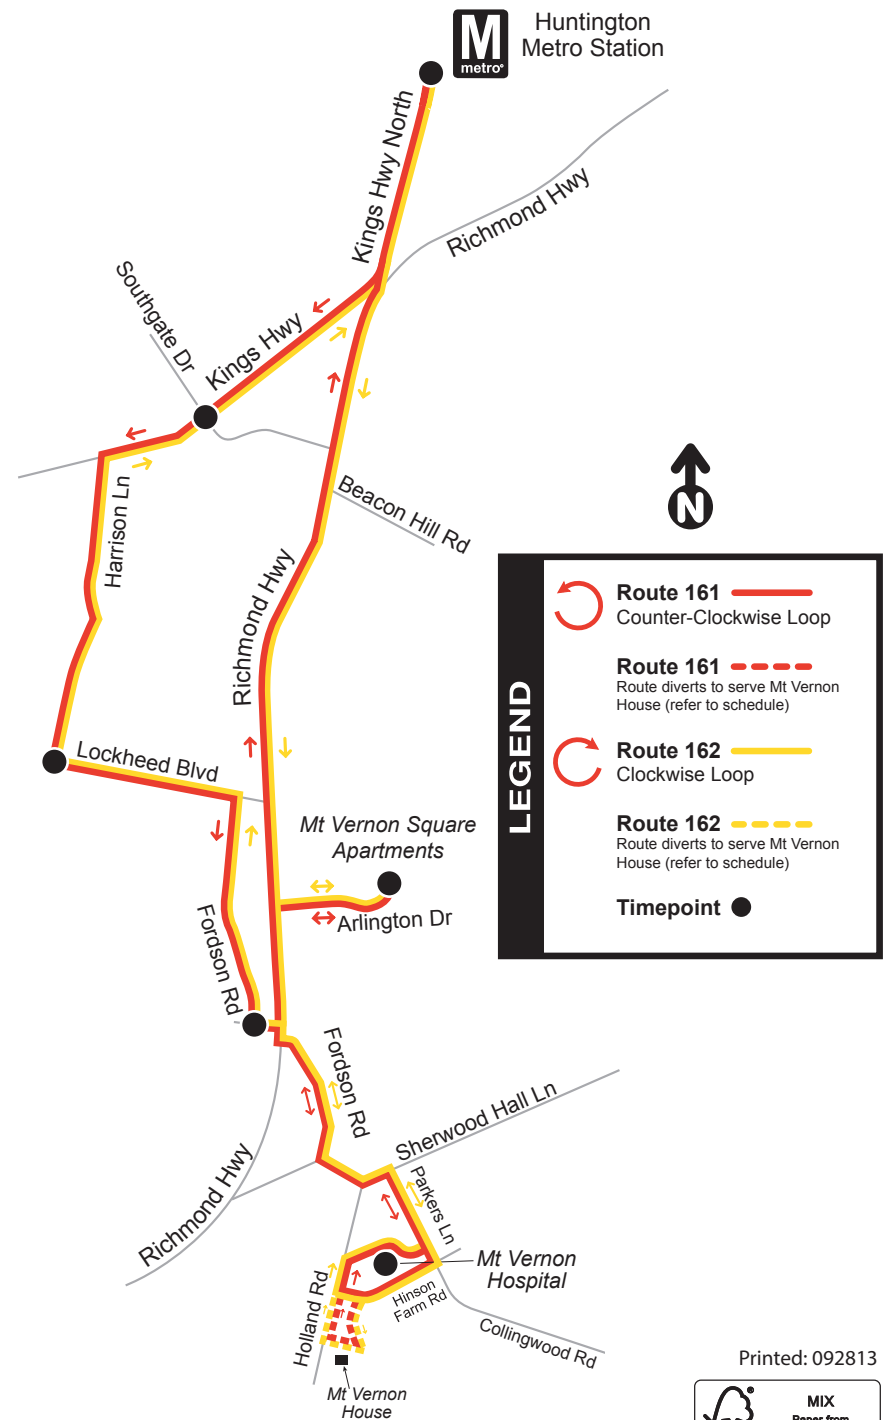 M
metro®
Huntington
Metro Station
Kings Hwy North
Richmond Hwy
Southgate Dr
Kings Hwy
Harrison Ln
Beacon Hill Rd
Richmond Hwy
N
LEGEND
Route 161
Counter-Clockwise Loop
Route 161
Route diverts to serve Mt Vernon
House (refer to schedule)
Route 162
Clockwise Loop
Route 162
Route diverts to serve Mt Vernon
House (refer to schedule)
Timepoint
Lockheed Blvd
Mt Vernon Square
Apartments
Arlington Dr
Fordson Rd
Fordson Rd
Sherwood Hall Ln
Parkers Ln
Richmond Hwy
Mt Vernon
Hospital
Hinson
Farm Rd
Holland Rd
Collingwood Rd
Mt Vernon
House
Printed: 092813
MIX
Paper from